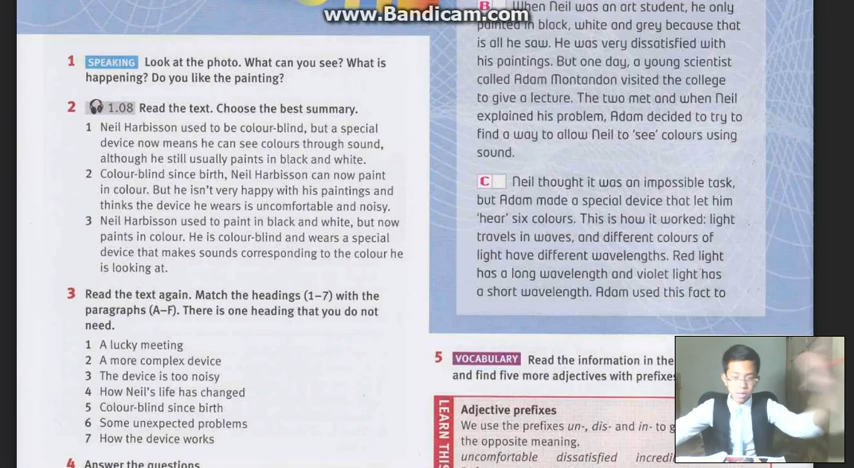 www.Bandicam.com
1 SPEAKING Look at the photo. What can you see? What is
happening? Do you like the painting?
2 1.08 Read the text. Choose the best summary.
1 Neil Harbisson used to be colour-blind, but a special
device now means he can see colours through sound,
although he still usually paints in black and white.
2 Colour-blind since birth, Neil Harbisson can now paint
in colour. But he isn't very happy with his paintings and
thinks the device he wears is uncomfortable and noisy.
3 Neil Harbisson used to paint in black and white, but now
paints in colour. He is colour-blind and wears a special
device that makes sounds corresponding to the colour he
is looking at.
3 Read the text again. Match the headings (1–7) with the
paragraphs (A–F). There is one heading that you do not
need.
1 A lucky meeting
2 A more complex device
3 The device is too noisy
4 How Neil's life has changed
5 Colour-blind since birth
6 Some unexpected problems
7 How the device works
4 Answer the questions
B When Neil was an art student, he only
painted in black, white and grey because that
is all he saw. He was very dissatisfied with
his paintings. But one day, a young scientist
called Adam Montandon visited the college
to give a lecture. The two met and when Neil
explained his problem, Adam decided to try to
find a way to allow Neil to 'see' colours using
sound.
C Neil thought it was an impossible task,
but Adam made a special device that let him
'hear' six colours. This is how it worked: light
travels in waves, and different colours of
light have different wavelengths. Red light
has a long wavelength and violet light has
a short wavelength. Adam used this fact to
5 VOCABULARY Read the information in the
and find five more adjectives with prefixes
LEARN THIS
Adjective prefixes
We use the prefixes un-, dis- and in- to g
the opposite meaning.
uncomfortable dissatisfied incredi